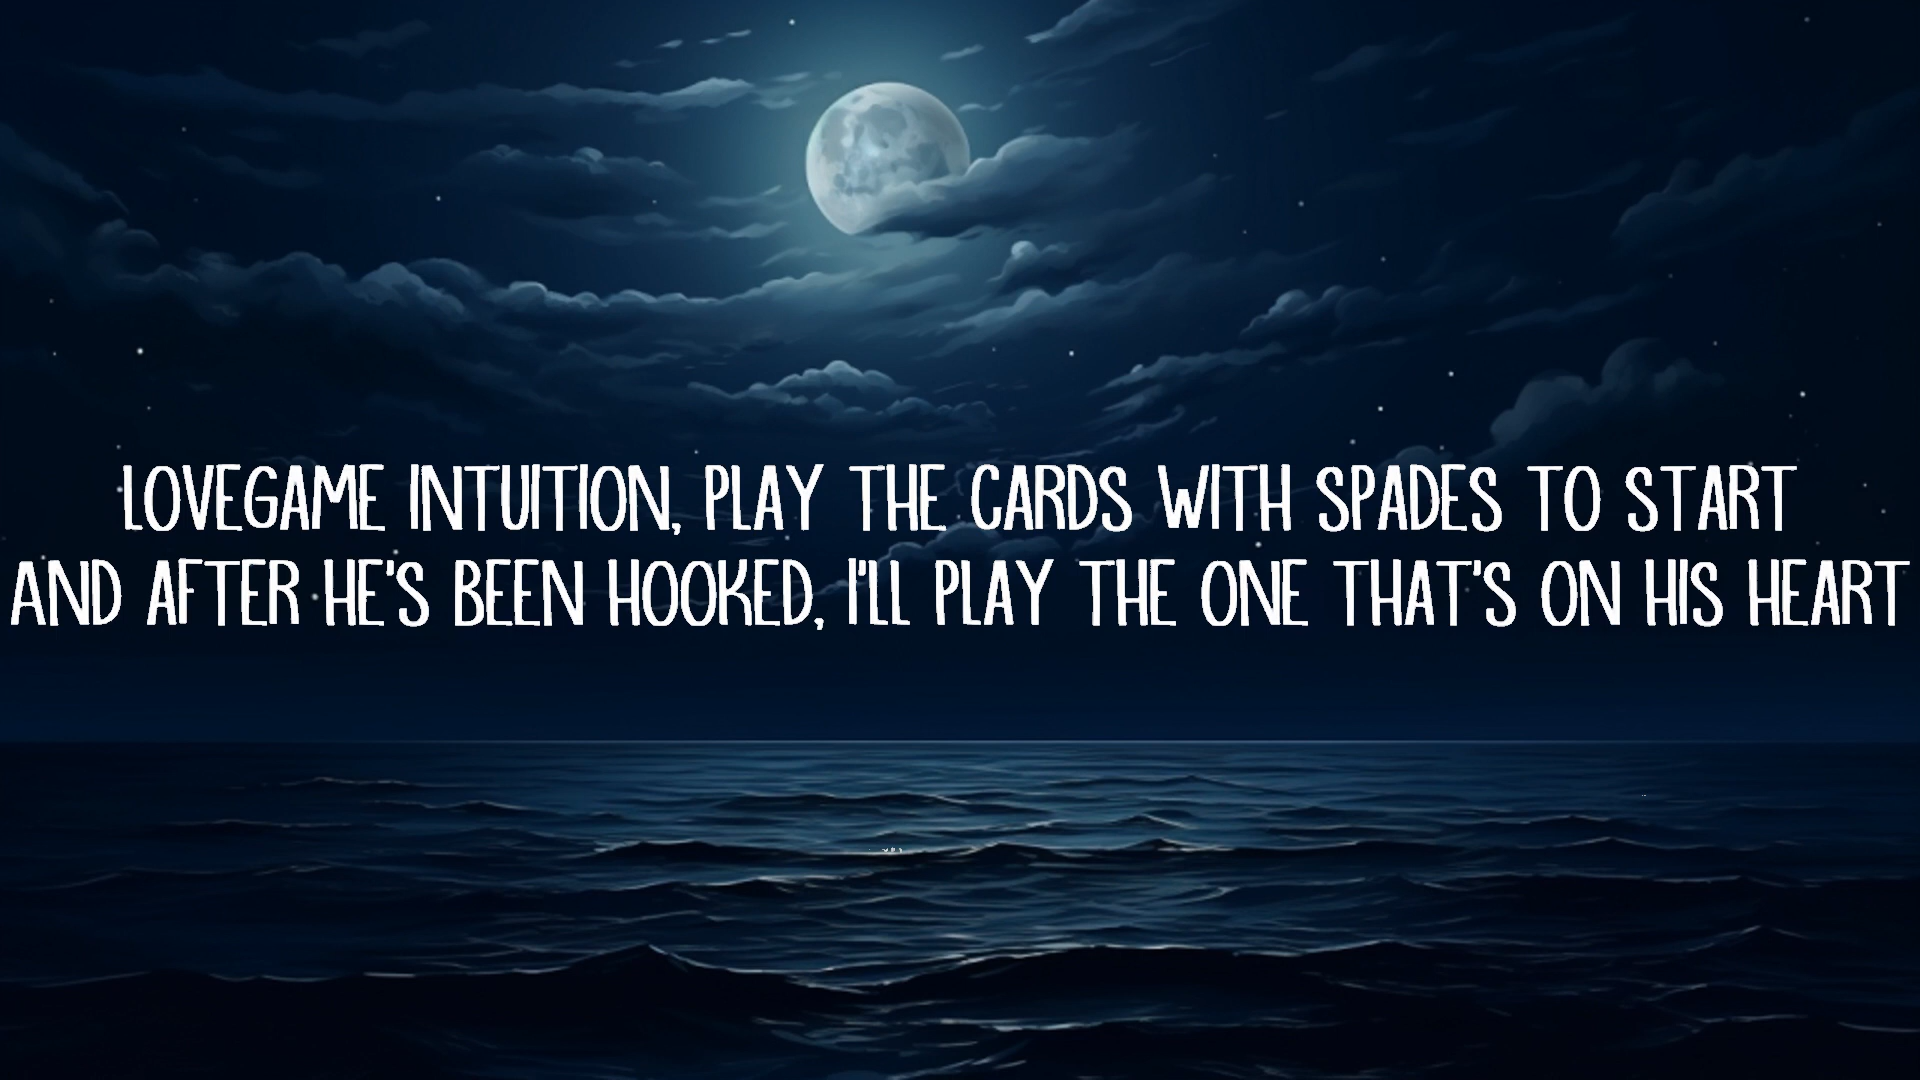 LOVEGAME INTUITION, PLAY THE CARDS WITH SPADES TO START
AND AFTER HE'S BEEN HOOKED, I'LL PLAY THE ONE THAT'S ON HIS HEART